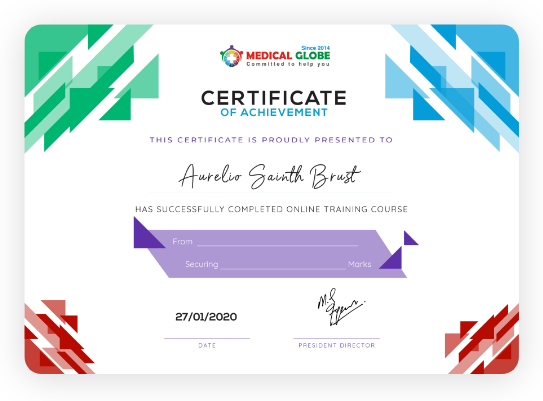 Since 2014
MEDICAL GLOBE
Committed to help you
CERTIFICATE
OF ACHIEVEMENT
THIS CERTIFICATE IS PROUDLY PRESENTED TO
Aurelio Sainth Brust
HAS SUCCESSFULLY COMPLETED ONLINE TRAINING COURSE
From
Securing Marks
27/01/2020
DATE
PRESIDENT DIRECTOR